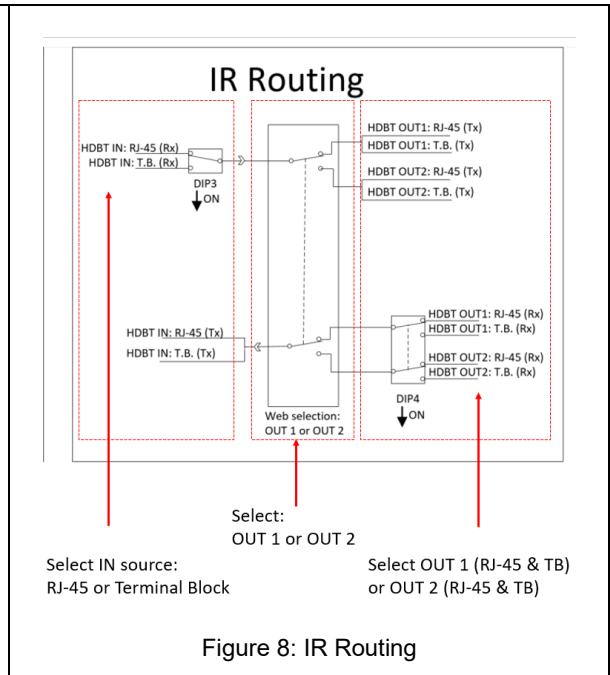 IR Routing
HDBT IN: RJ-45 (Rx)
HDBT IN: T.B. (Rx)
DIP3
ON
HDBT OUT1: RJ-45 (Tx)
HDBT OUT1: T.B. (Tx)
HDBT OUT2: RJ-45 (Tx)
HDBT OUT2: T.B. (Tx)
HDBT IN: RJ-45 (Tx)
HDBT IN: T.B. (Tx)
Web selection:
OUT 1 or OUT 2
HDBT OUT1: RJ-45 (Rx)
HDBT OUT1: T.B. (Rx)
HDBT OUT2: RJ-45 (Rx)
HDBT OUT2: T.B. (Rx)
DIP4
ON
Select IN source:
RJ-45 or Terminal Block
Select:
OUT 1 or OUT 2
Select OUT 1 (RJ-45 & TB)
or OUT 2 (RJ-45 & TB)
Figure 8: IR Routing